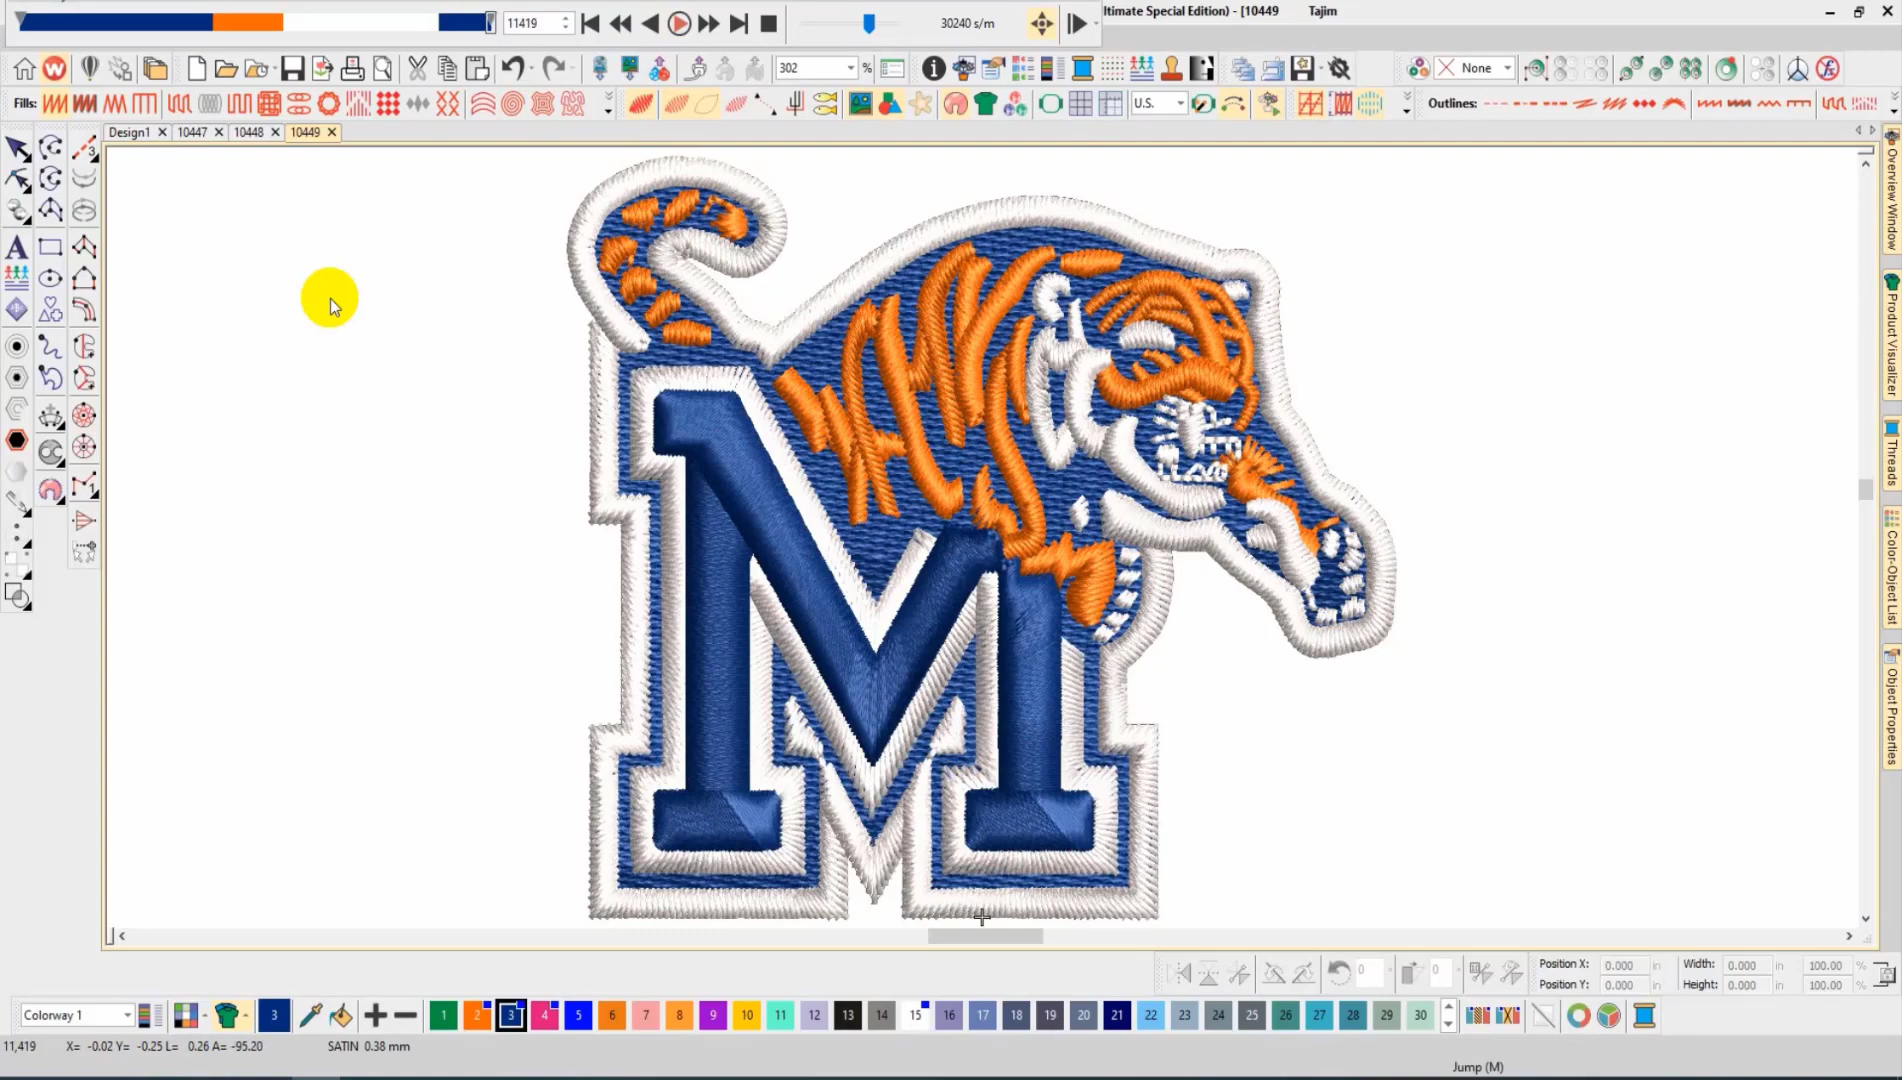 11419
30240 s/m
ltimate Special Edition) - [10449
Tajim
302
%
None
Fills:
U.S.
Outlines:
Design1
10447
10448
10449
3
A
1
M
Overview Window
Product Visualizer
Threads
Color-Object List
Object Properties
0
0
Position X: 0.000 in
Width: 0.000 in 100.00 %
Position Y: 0.000 in
Height: 0.000 in 100.00 %
Colorway 1
3
1 2 3 4 5 6 7 8 9 10 11 12 13 14 15 16 17 18 19 20 21 22 23 24 25 26 27 28 29 30
11,419
X= -0.02 Y= -0.25 L= 0.26 A= -95.20
SATIN 0.38 mm
Jump (M)